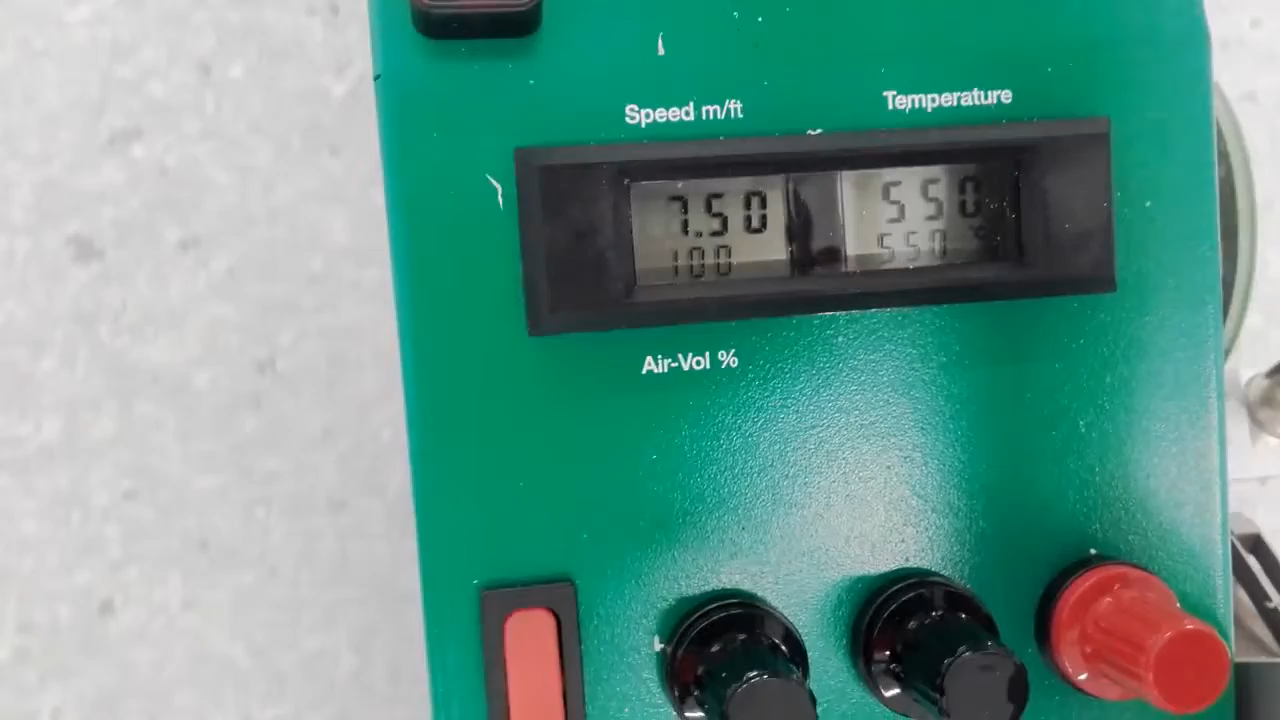 Speed m/ft
Temperature
7.50
550
100
550 °C
Air-Vol %